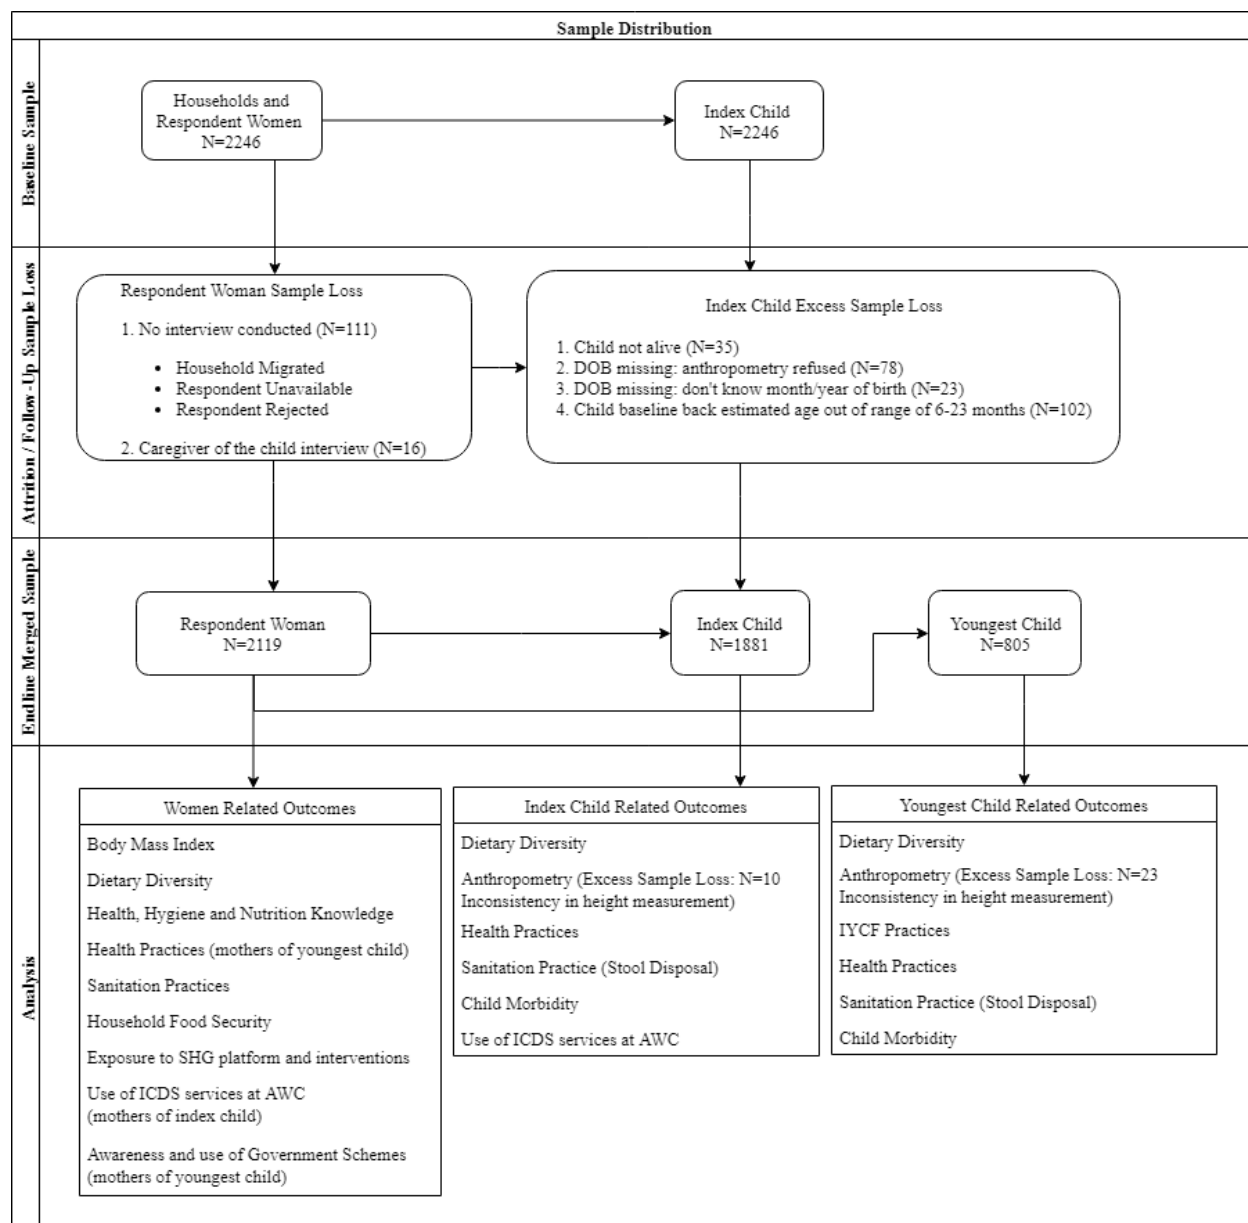 Sample Distribution
Baseline Sample
Households and
Respondent Women
N=2246
Index Child
N=2246
Attrition / Follow -Up Sample Loss
Respondent Woman Sample Loss
1. No interview conducted (N=111)
• Household Migrated
• Respondent Unavailable
• Respondent Rejected
2. Caregiver of the child interview (N=16)
Index Child Excess Sample Loss
1. Child not alive (N=35)
2. DOB missing: anthropometry refused (N=78)
3. DOB missing: don't know month/year of birth (N=23)
4. Child baseline back estimated age out of range of 6-23 months (N=102)
Endline Merged Sample
Respondent Woman
N=2119
Index Child
N=1881
Youngest Child
N=805
Analysis
Women Related Outcomes
Body Mass Index
Dietary Diversity
Health, Hygiene and Nutrition Knowledge
Health Practices (mothers of youngest child)
Sanitation Practices
Household Food Security
Exposure to SHG platform and interventions
Use of ICDS services at AWC
(mothers of index child)
Awareness and use of Government Schemes
(mothers of youngest child)
Index Child Related Outcomes
Dietary Diversity
Anthropometry (Excess Sample Loss: N=10
Inconsistency in height measurement)
Health Practices
Sanitation Practice (Stool Disposal)
Child Morbidity
Use of ICDS services at AWC
Youngest Child Related Outcomes
Dietary Diversity
Anthropometry (Excess Sample Loss: N=23
Inconsistency in height measurement)
IYCF Practices
Health Practices
Sanitation Practice (Stool Disposal)
Child Morbidity